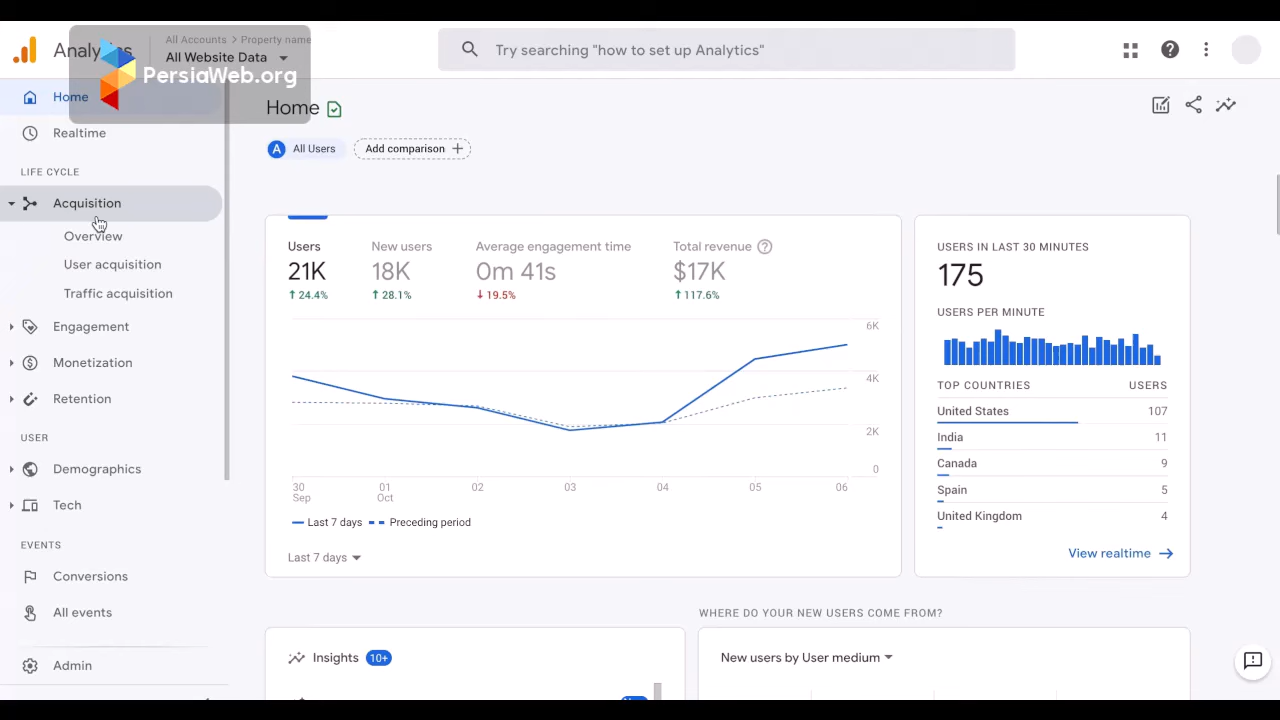 Analytics
All Accounts > Property name
All Website Data
Try searching "how to set up Analytics"
PersiaWeb.org
Home
Realtime
LIFE CYCLE
Acquisition
Overview
User acquisition
Traffic acquisition
Engagement
Monetization
Retention
USER
Demographics
Tech
EVENTS
Conversions
All events
Admin
Home
A All Users
Add comparison +
Users
21K
↑ 24.4%
New users
18K
↑ 28.1%
Average engagement time
0m 41s
↓ 19.5%
Total revenue
$17K
↑ 117.6%
6K
4K
2K
0
30 Sep
01 Oct
02
03
04
05
06
Last 7 days
Preceding period
Last 7 days
USERS IN LAST 30 MINUTES
175
USERS PER MINUTE
TOP COUNTRIES USERS
United States 107
India 11
Canada 9
Spain 5
United Kingdom 4
View realtime →
Insights 10+
WHERE DO YOUR NEW USERS COME FROM?
New users by User medium